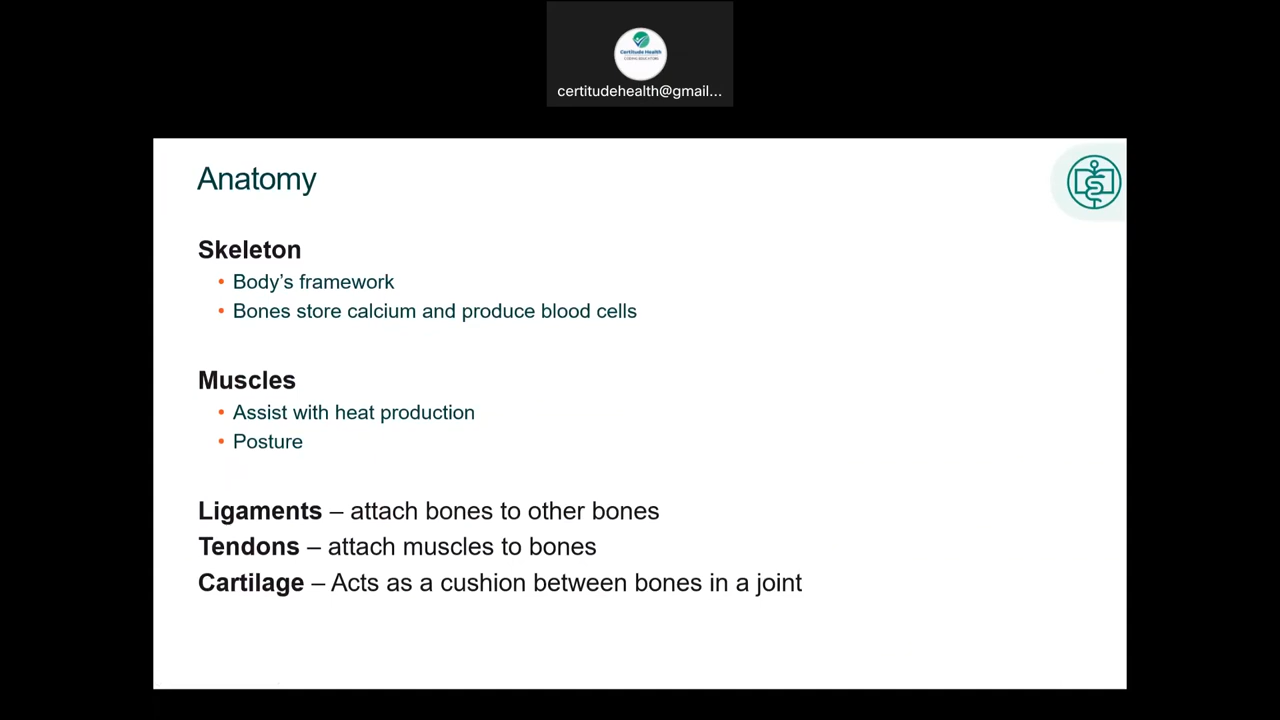 Certitude Health
certitudehealth@gmail...
Anatomy
Skeleton
• Body’s framework
• Bones store calcium and produce blood cells
Muscles
• Assist with heat production
• Posture
Ligaments – attach bones to other bones
Tendons – attach muscles to bones
Cartilage – Acts as a cushion between bones in a joint